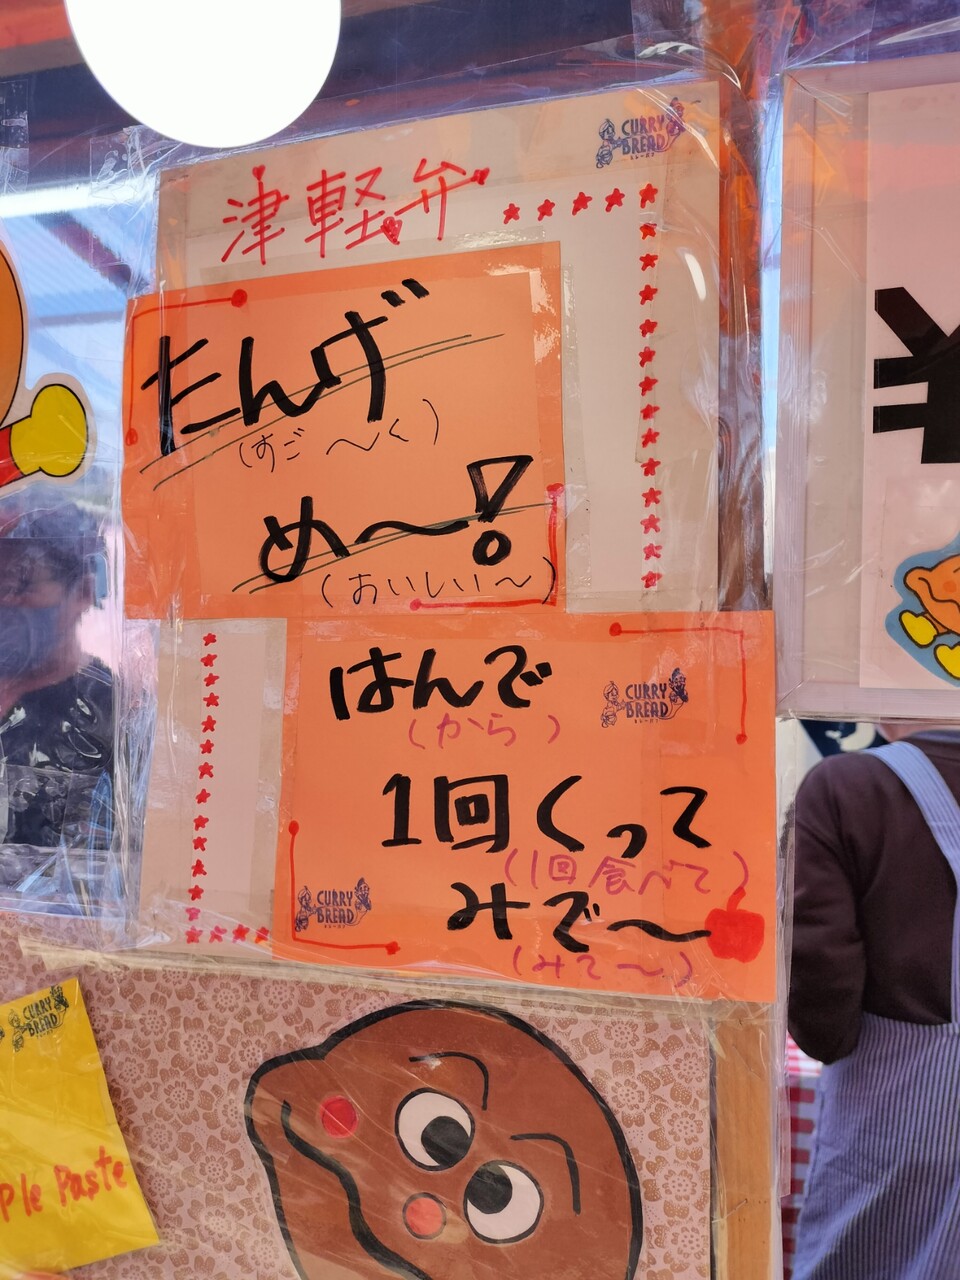 CURRY
BREAD
津軽弁
たんげ
(すご〜く)
め〜!
(おいしい〜)
はんで
(から)
CURRY
BREAD
1回くって
(1回食べて)
みで〜
(みて〜)
CURRY
BREAD
¥
CURRY
BREAD
ple Paste